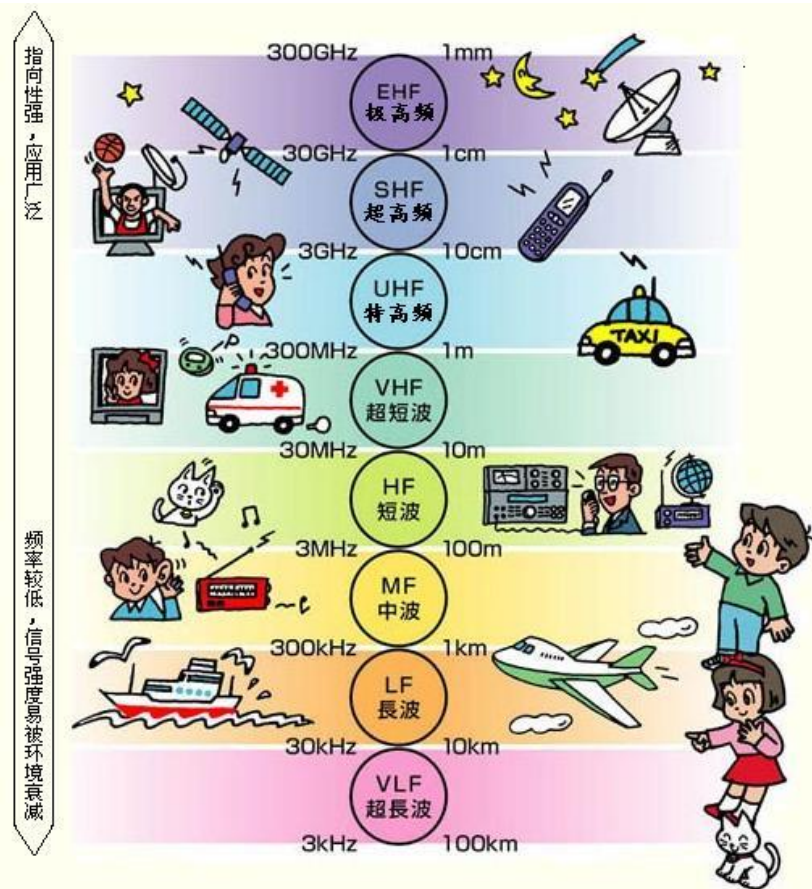 指向性强，应用广泛
频率较低，信号强度易被环境衰减
300GHz 1mm
EHF
极高頻
30GHz 1cm
SHF
超高頻
3GHz 10cm
UHF
特高頻
TAXI
300MHz 1m
VHF
超短波
30MHz 10m
HF
短波
3MHz 100m
MF
中波
300kHz 1km
LF
長波
30kHz 10km
VLF
超長波
3kHz 100km